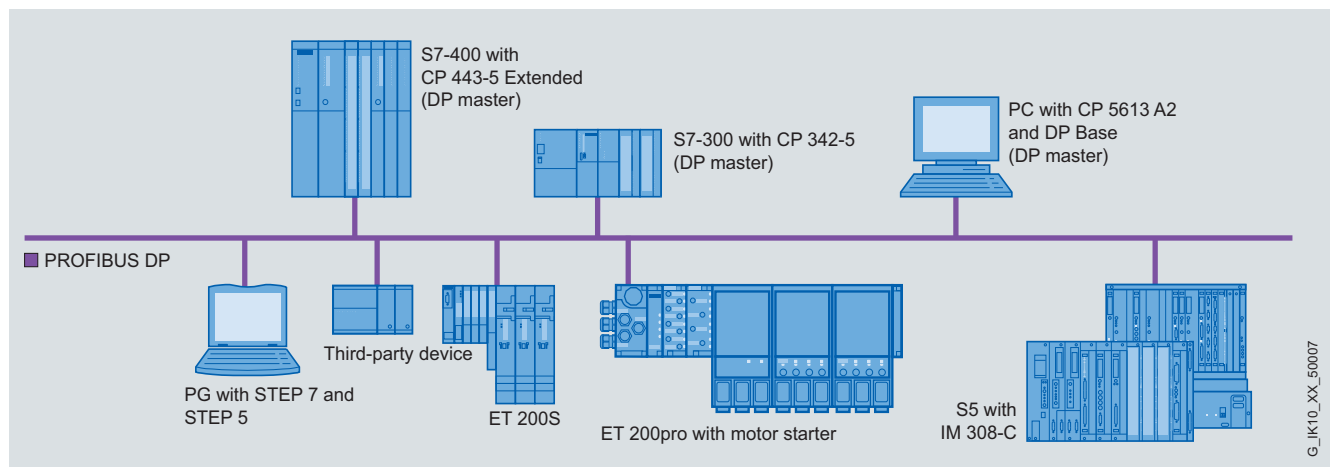 S7-400 with
CP 443-5 Extended
(DP master)
S7-300 with CP 342-5
(DP master)
PC with CP 5613 A2
and DP Base
(DP master)
PROFIBUS DP
Third-party device
PG with STEP 7 and
STEP 5
ET 200S
ET 200pro with motor starter
S5 with
IM 308-C
G_IK10_XX_50007